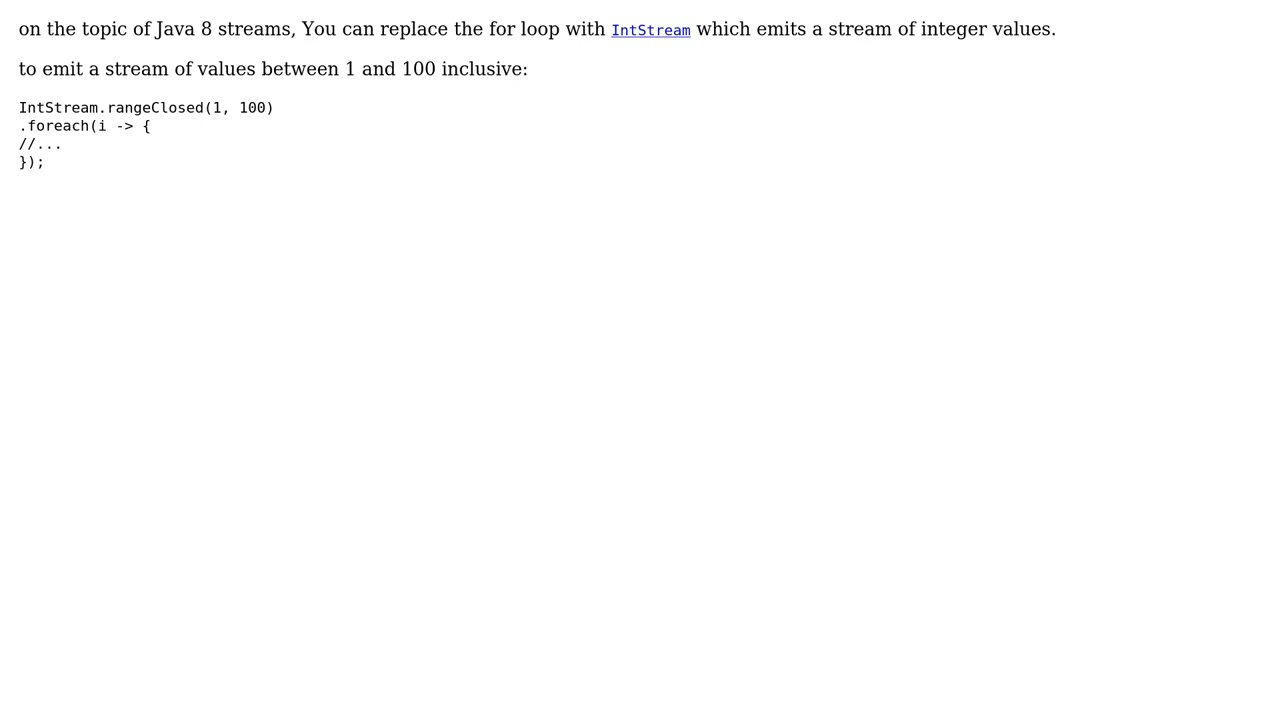 on the topic of Java 8 streams, You can replace the for loop with IntStream which emits a stream of integer values.
to emit a stream of values between 1 and 100 inclusive:
IntStream.rangeClosed(1, 100)
.foreach(i -> {
//...
});